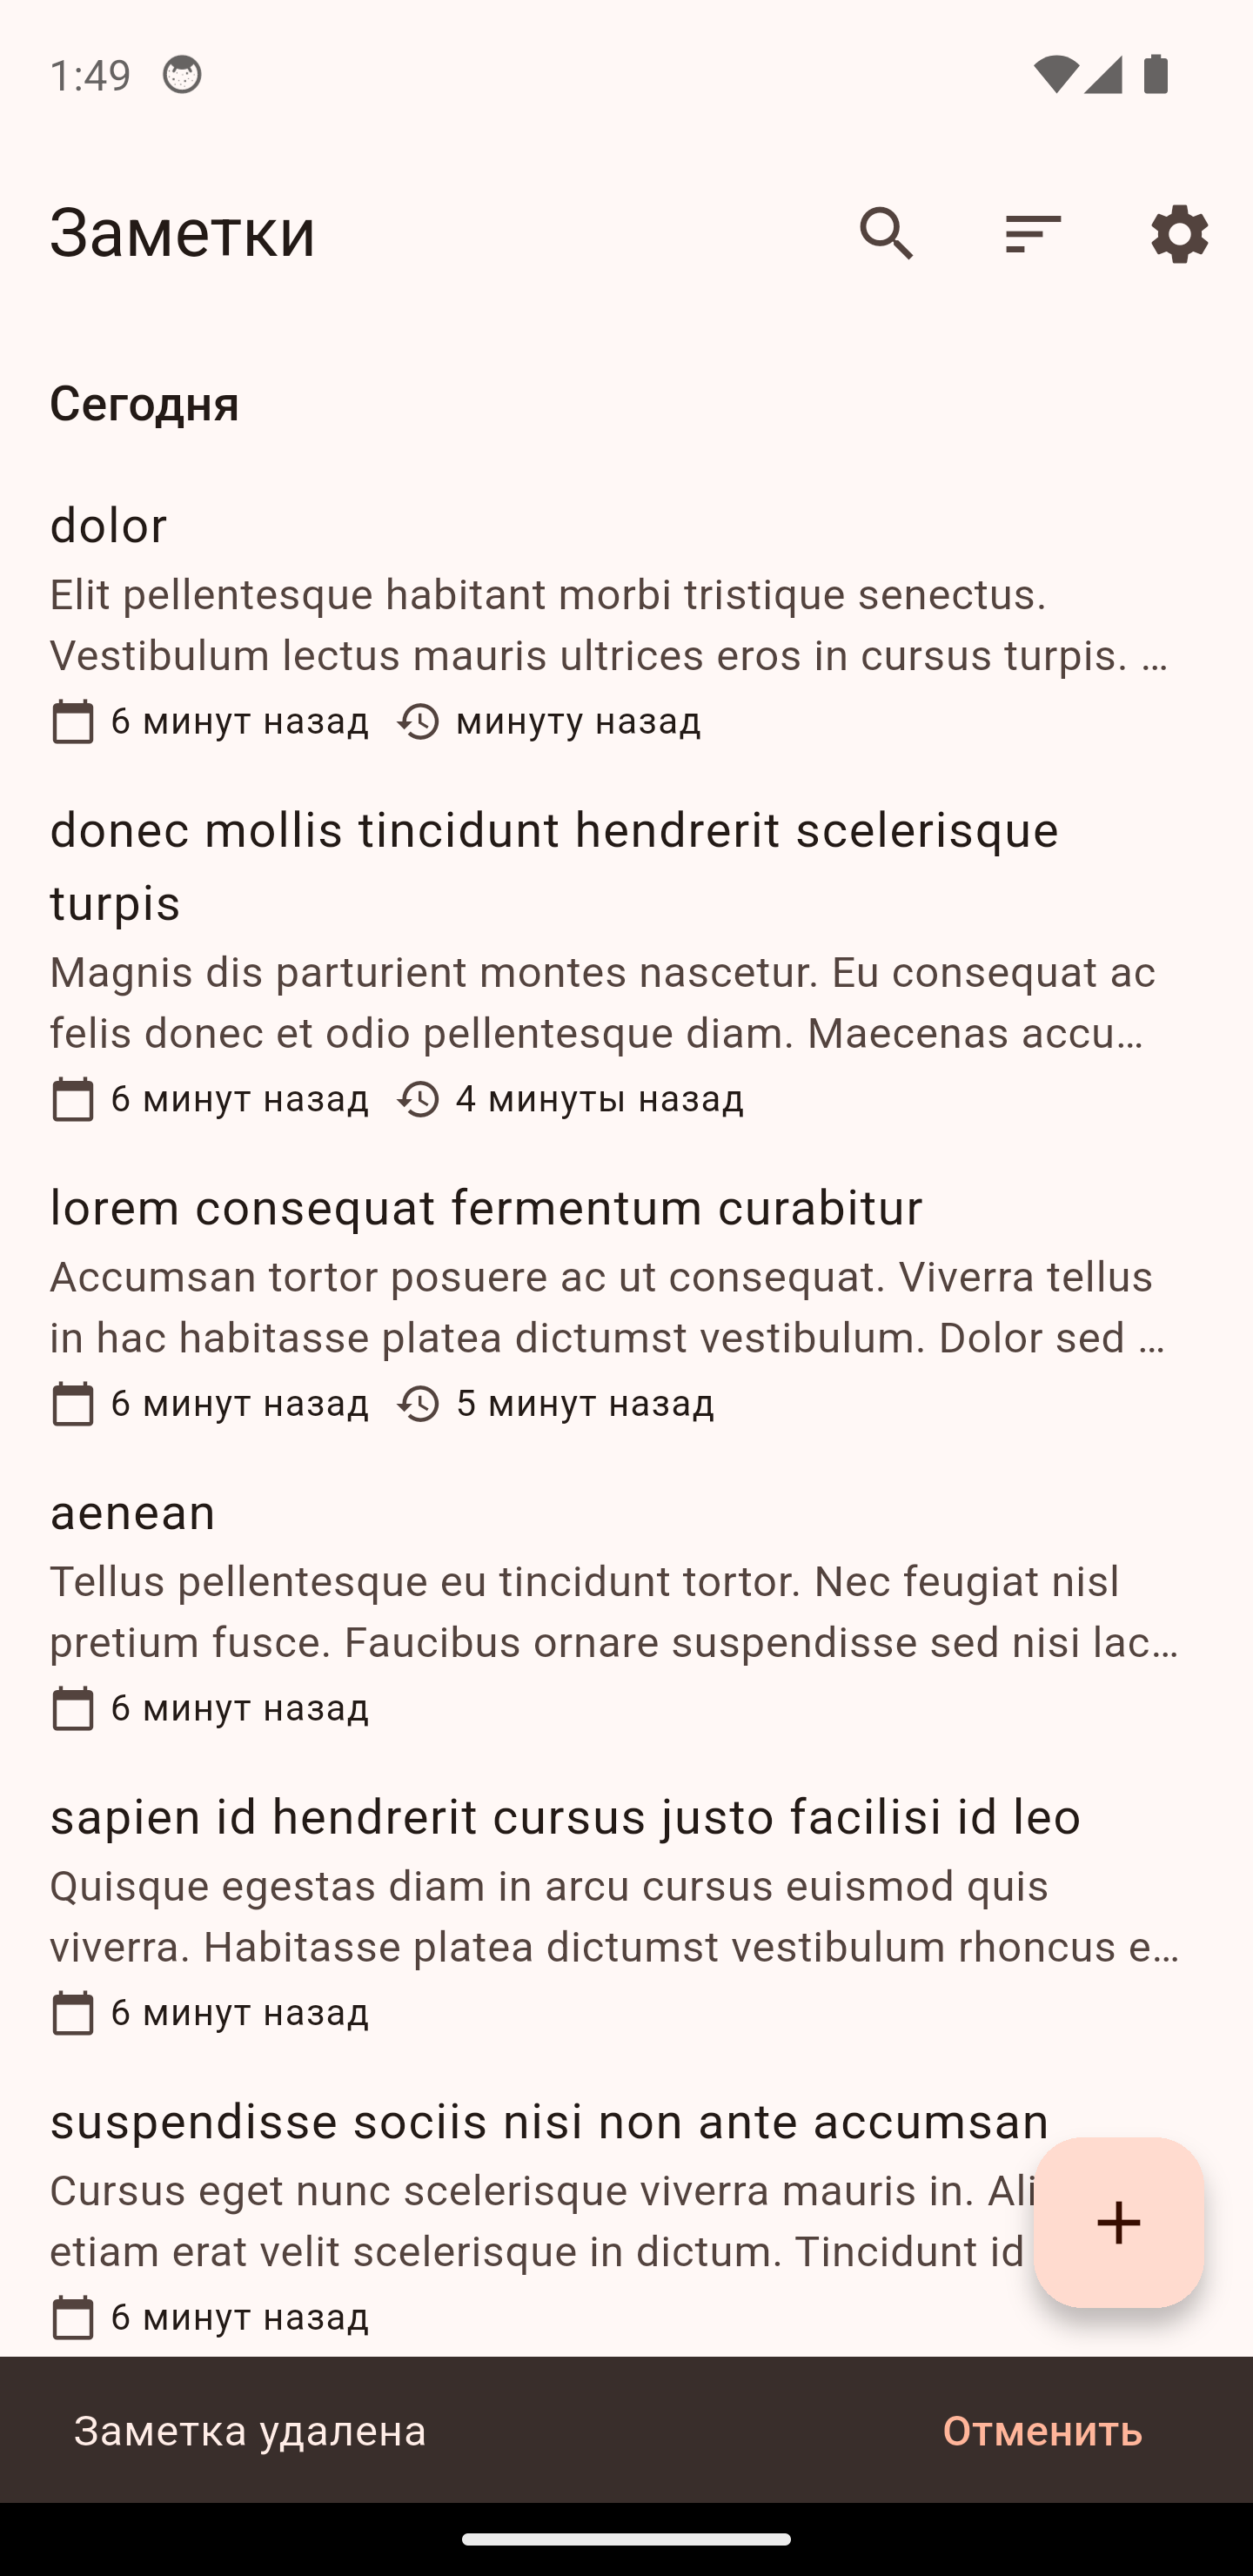 1:49
Заметки
Сегодня
dolor
Elit pellentesque habitant morbi tristique senectus.
Vestibulum lectus mauris ultrices eros in cursus turpis. …
6 минут назад минуту назад
donec mollis tincidunt hendrerit scelerisque
turpis
Magnis dis parturient montes nascetur. Eu consequat ac
felis donec et odio pellentesque diam. Maecenas accu…
6 минут назад 4 минуты назад
lorem consequat fermentum curabitur
Accumsan tortor posuere ac ut consequat. Viverra tellus
in hac habitasse platea dictumst vestibulum. Dolor sed …
6 минут назад 5 минут назад
aenean
Tellus pellentesque eu tincidunt tortor. Nec feugiat nisl
pretium fusce. Faucibus ornare suspendisse sed nisi lac…
6 минут назад
sapien id hendrerit cursus justo facilisi id leo
Quisque egestas diam in arcu cursus euismod quis
viverra. Habitasse platea dictumst vestibulum rhoncus e…
6 минут назад
suspendisse sociis nisi non ante accumsan
Cursus eget nunc scelerisque viverra mauris in. Ali
etiam erat velit scelerisque in dictum. Tincidunt id
6 минут назад
Заметка удалена Отменить